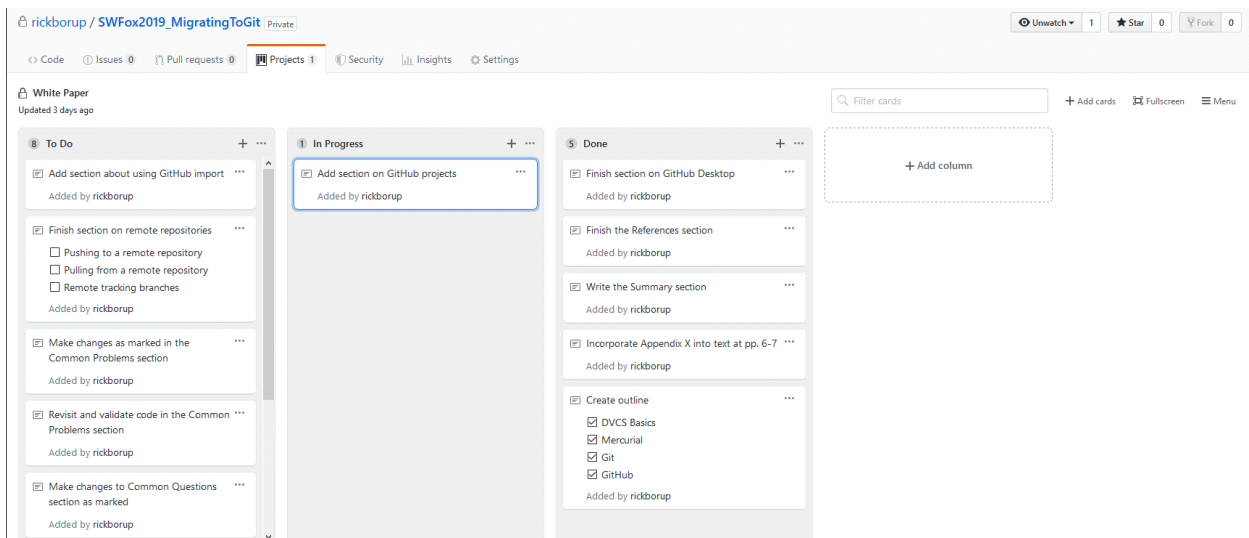 rickborup / SWFox2019_MigratingToGit Private
Unwatch 1 Star 0 Fork 0
Code Issues 0 Pull requests 0 Projects 1 Security Insights Settings
White Paper
Updated 3 days ago
Filter cards
+ Add cards Fullscreen Menu
8 To Do
Add section about using GitHub import
Added by rickborup
Finish section on remote repositories
Pushing to a remote repository
Pulling from a remote repository
Remote tracking branches
Added by rickborup
Make changes as marked in the
Common Problems section
Added by rickborup
Revisit and validate code in the Common
Problems section
Added by rickborup
Make changes to Common Questions
section as marked
Added by rickborup
1 In Progress
Add section on GitHub projects
Added by rickborup
5 Done
Finish section on GitHub Desktop
Added by rickborup
Finish the References section
Added by rickborup
Write the Summary section
Added by rickborup
Incorporate Appendix X into text at pp. 6-7
Added by rickborup
Create outline
DVCS Basics
Mercurial
Git
GitHub
Added by rickborup
+ Add column